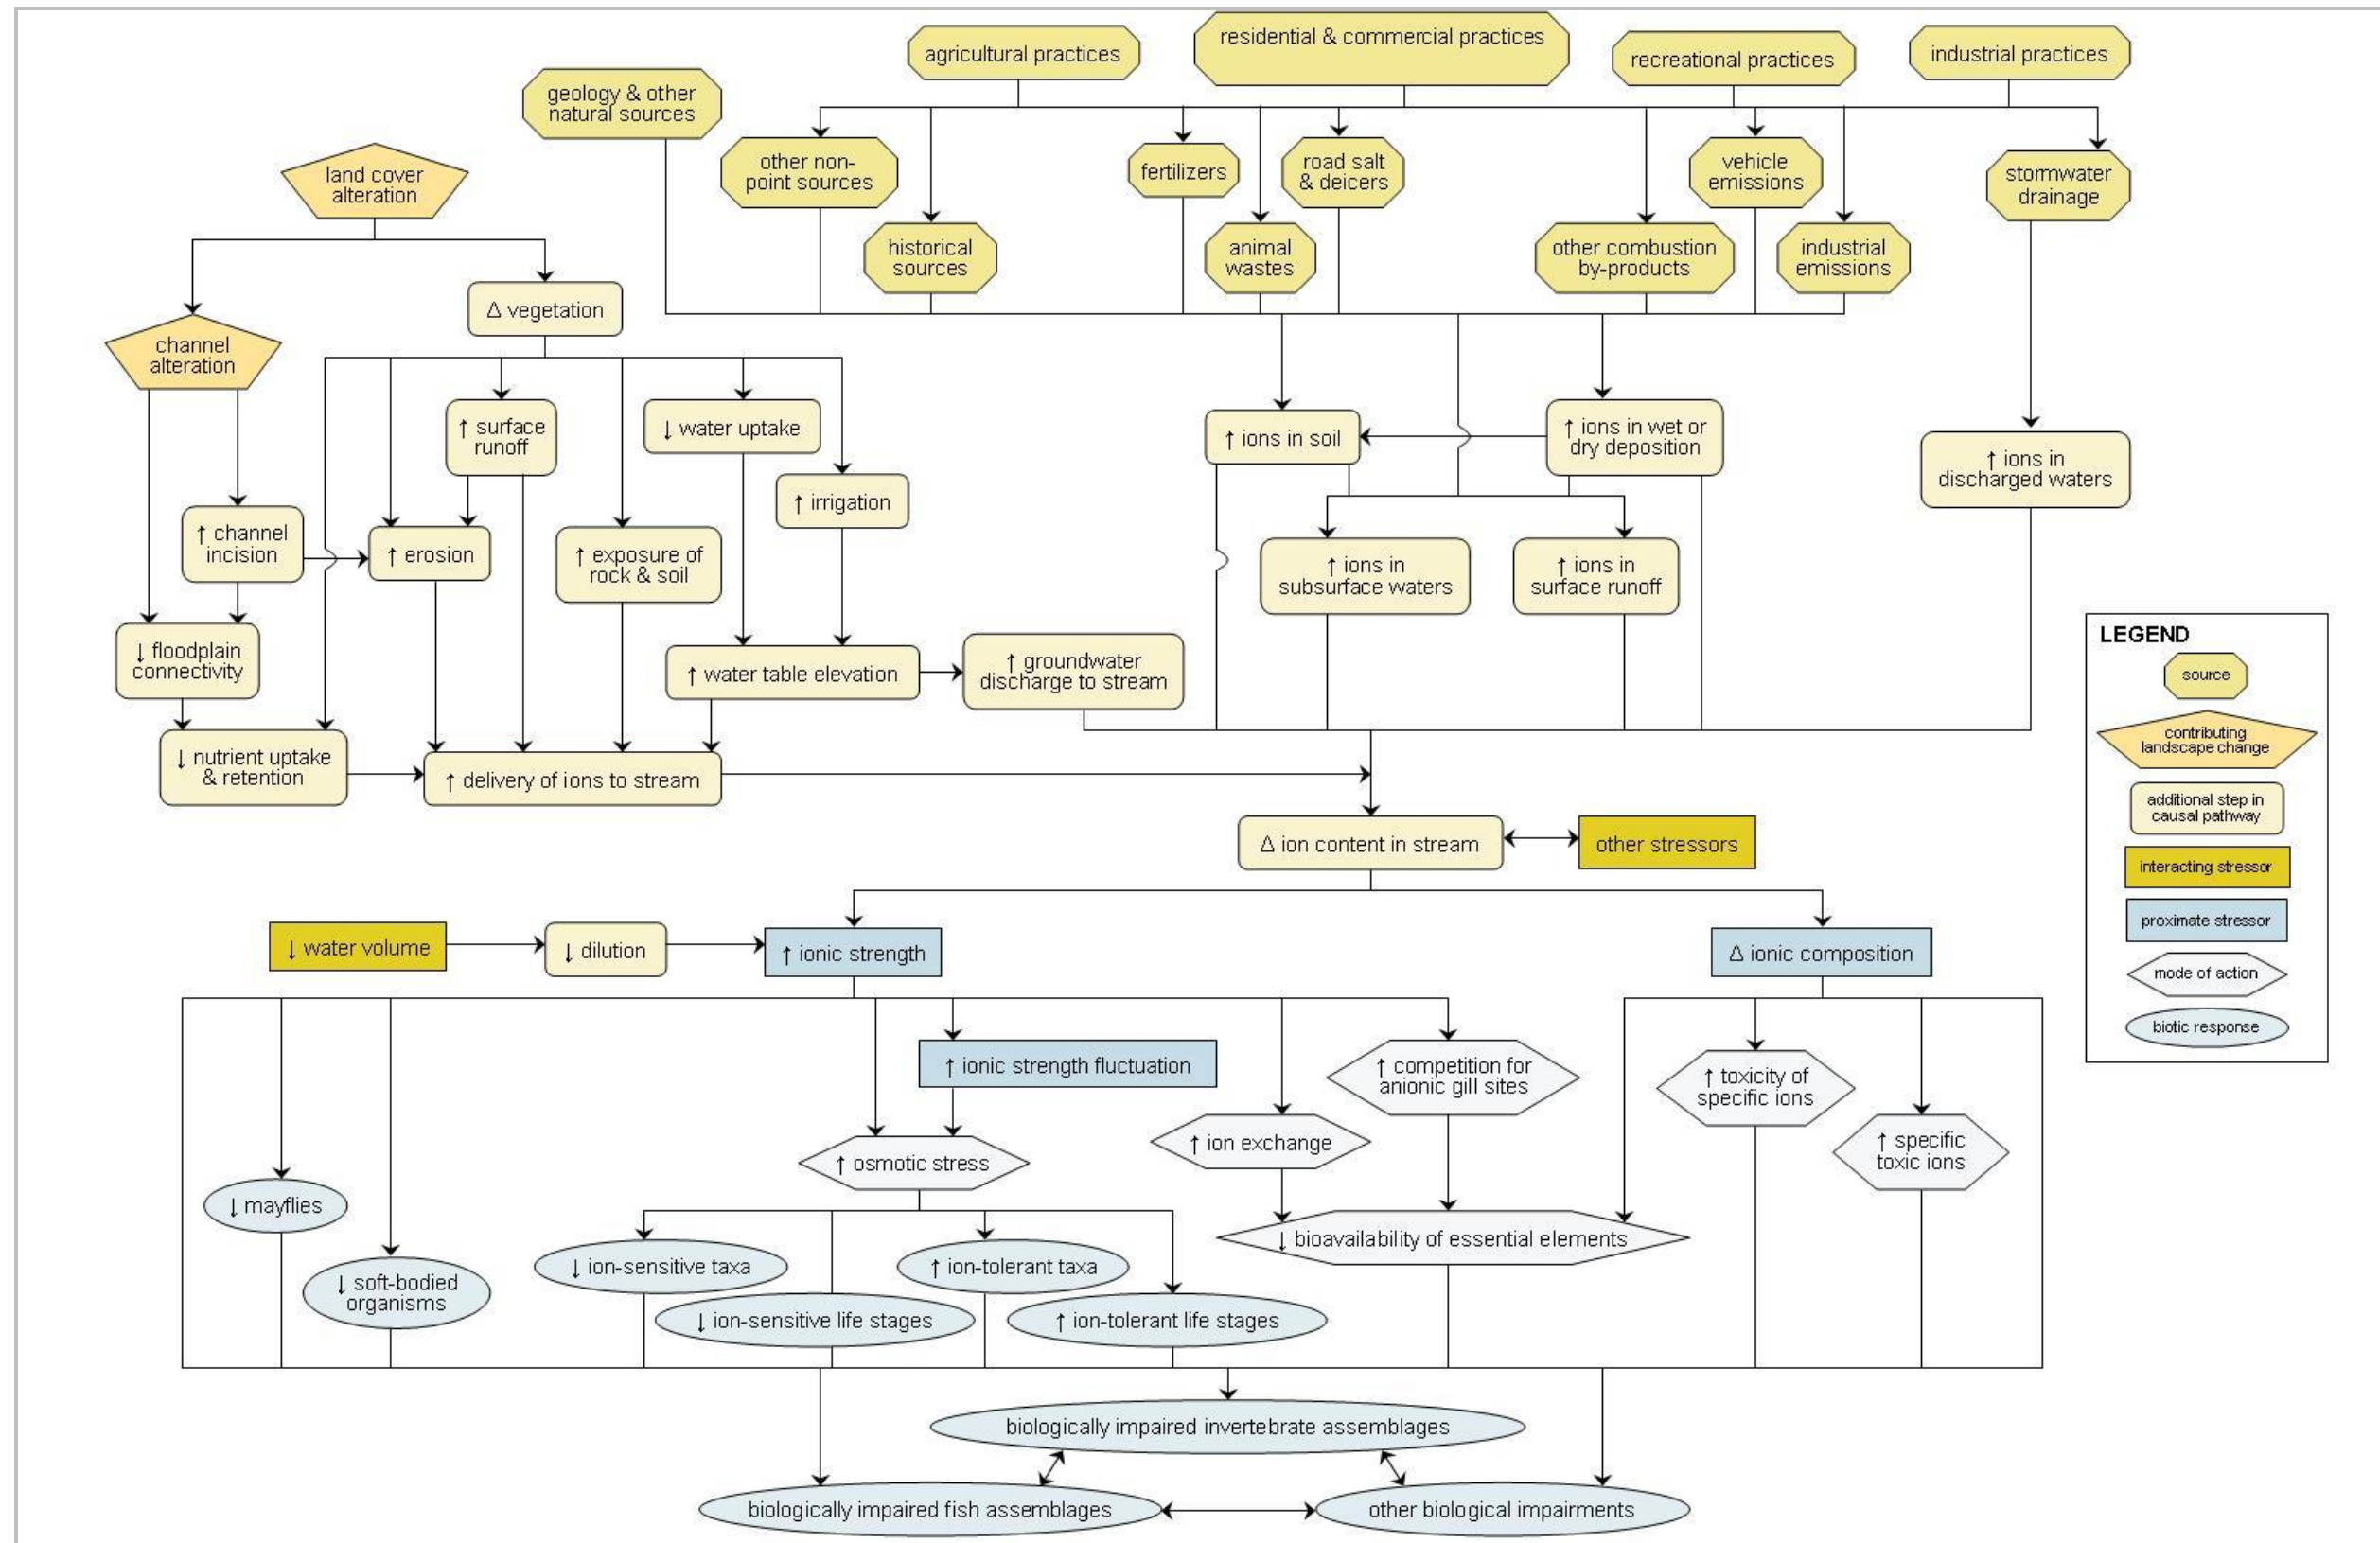 agricultural practices
residential & commercial practices
recreational practices
industrial practices
geology & other
natural sources
land cover
alteration
other non-
point sources
historical
sources
fertilizers
animal
wastes
road salt
& deicers
other combustion
by-products
vehicle
emissions
industrial
emissions
stormwater
drainage
channel
alteration
Δ vegetation
↑ surface
runoff
↓ water uptake
↑ irrigation
↑ ions in soil
↑ ions in wet or
dry deposition
↑ ions in
discharged waters
↑ channel
incision
↑ erosion
↑ exposure of
rock & soil
↑ ions in
subsurface waters
↑ ions in
surface runoff
↓ floodplain
connectivity
↑ water table elevation
↑ groundwater
discharge to stream
↓ nutrient uptake
& retention
↑ delivery of ions to stream
Δ ion content in stream
other stressors
LEGEND
source
contributing
landscape change
additional step in
causal pathway
interacting stressor
proximate stressor
mode of action
biotic response
↓ water volume
↓ dilution
↑ ionic strength
Δ ionic composition
↑ ionic strength fluctuation
↑ competition for
anionic gill sites
↑ toxicity of
specific ions
↑ osmotic stress
↑ ion exchange
↑ specific
toxic ions
↓ mayflies
↓ soft-bodied
organisms
↓ ion-sensitive taxa
↑ ion-tolerant taxa
↓ bioavailability of essential elements
↓ ion-sensitive life stages
↑ ion-tolerant life stages
biologically impaired invertebrate assemblages
biologically impaired fish assemblages
other biological impairments